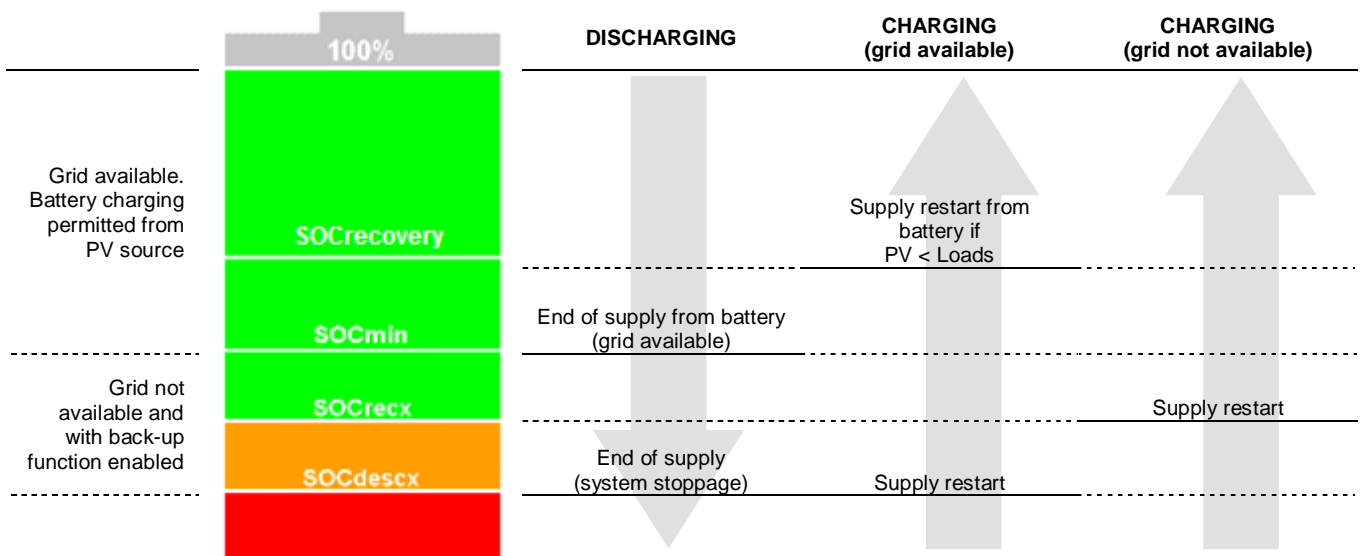 DISCHARGING
CHARGING
(grid available)
CHARGING
(grid not available)
100%
Grid available.
Battery charging
permitted from
PV source
SOCrecovery
Supply restart from
battery if
PV < Loads
SOCmin
End of supply from battery
(grid available)
Grid not
available and
with back-up
function enabled
SOCrecx
Supply restart
SOCdescx
End of supply
(system stoppage)
Supply restart